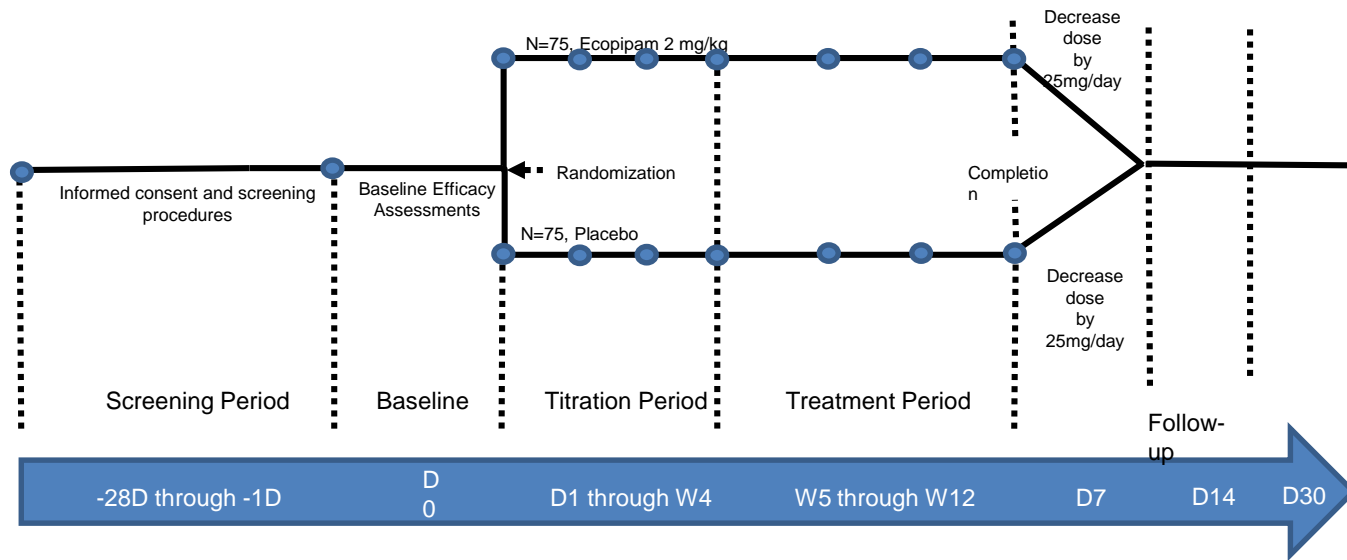 Decrease
dose
by
25mg/day
N=75, Ecopipam 2 mg/kg
Informed consent and screening
procedures
Baseline Efficacy
Assessments
Randomization
Completio
n
N=75, Placebo
Decrease
dose
by
25mg/day
Screening Period
Baseline
Titration Period
Treatment Period
Follow-
up
-28D through -1D
D
0
D1 through W4
W5 through W12
D7
D14
D30